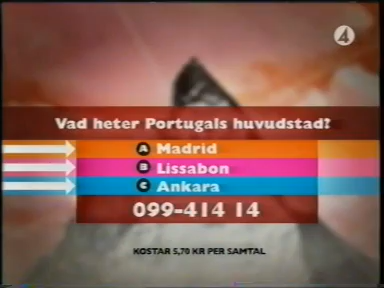 4
Vad heter Portugals huvudstad?
A Madrid
B Lissabon
C Ankara
099-414 14
KOSTAR 5,70 KR PER SAMTAL